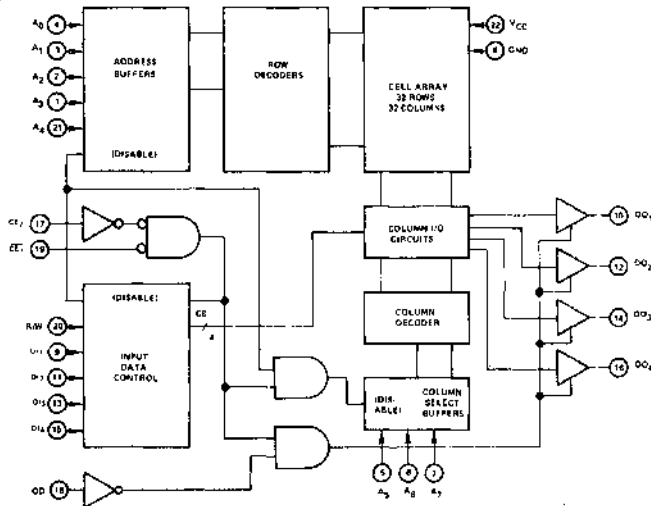 A0 4
A1 3
A2 2
A3 1
A4 21
ADDRESS
BUFFERS
(DISABLE)
ROW
DECODERS
CELL ARRAY
32 ROWS
32 COLUMNS
22 VCC
8 GND
CE2 17
CE1 19
COLUMN I/O
CIRCUITS
COLUMN
DECODER
(DIS-
ABLE)
COLUMN
SELECT
BUFFERS
5 6 7
A5 A6 A7
(DISABLE)
INPUT
DATA
CONTROL
CE
4
R/W 20
DI1 9
DI2 11
DI3 13
DI4 15
OD 18
10 DO1
12 DO2
14 DO3
16 DO4